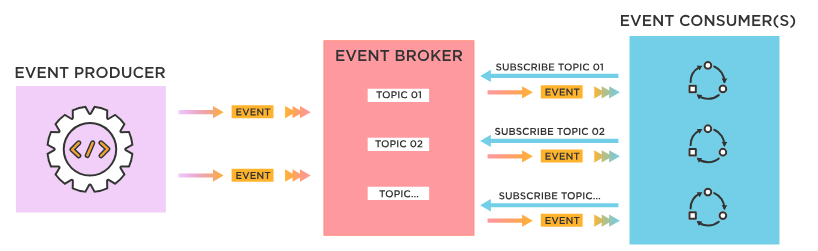 EVENT CONSUMER(S)
EVENT PRODUCER
EVENT BROKER
</>
EVENT
EVENT
TOPIC 01
TOPIC 02
TOPIC...
SUBSCRIBE TOPIC 01
EVENT
SUBSCRIBE TOPIC 02
EVENT
SUBSCRIBE TOPIC...
EVENT